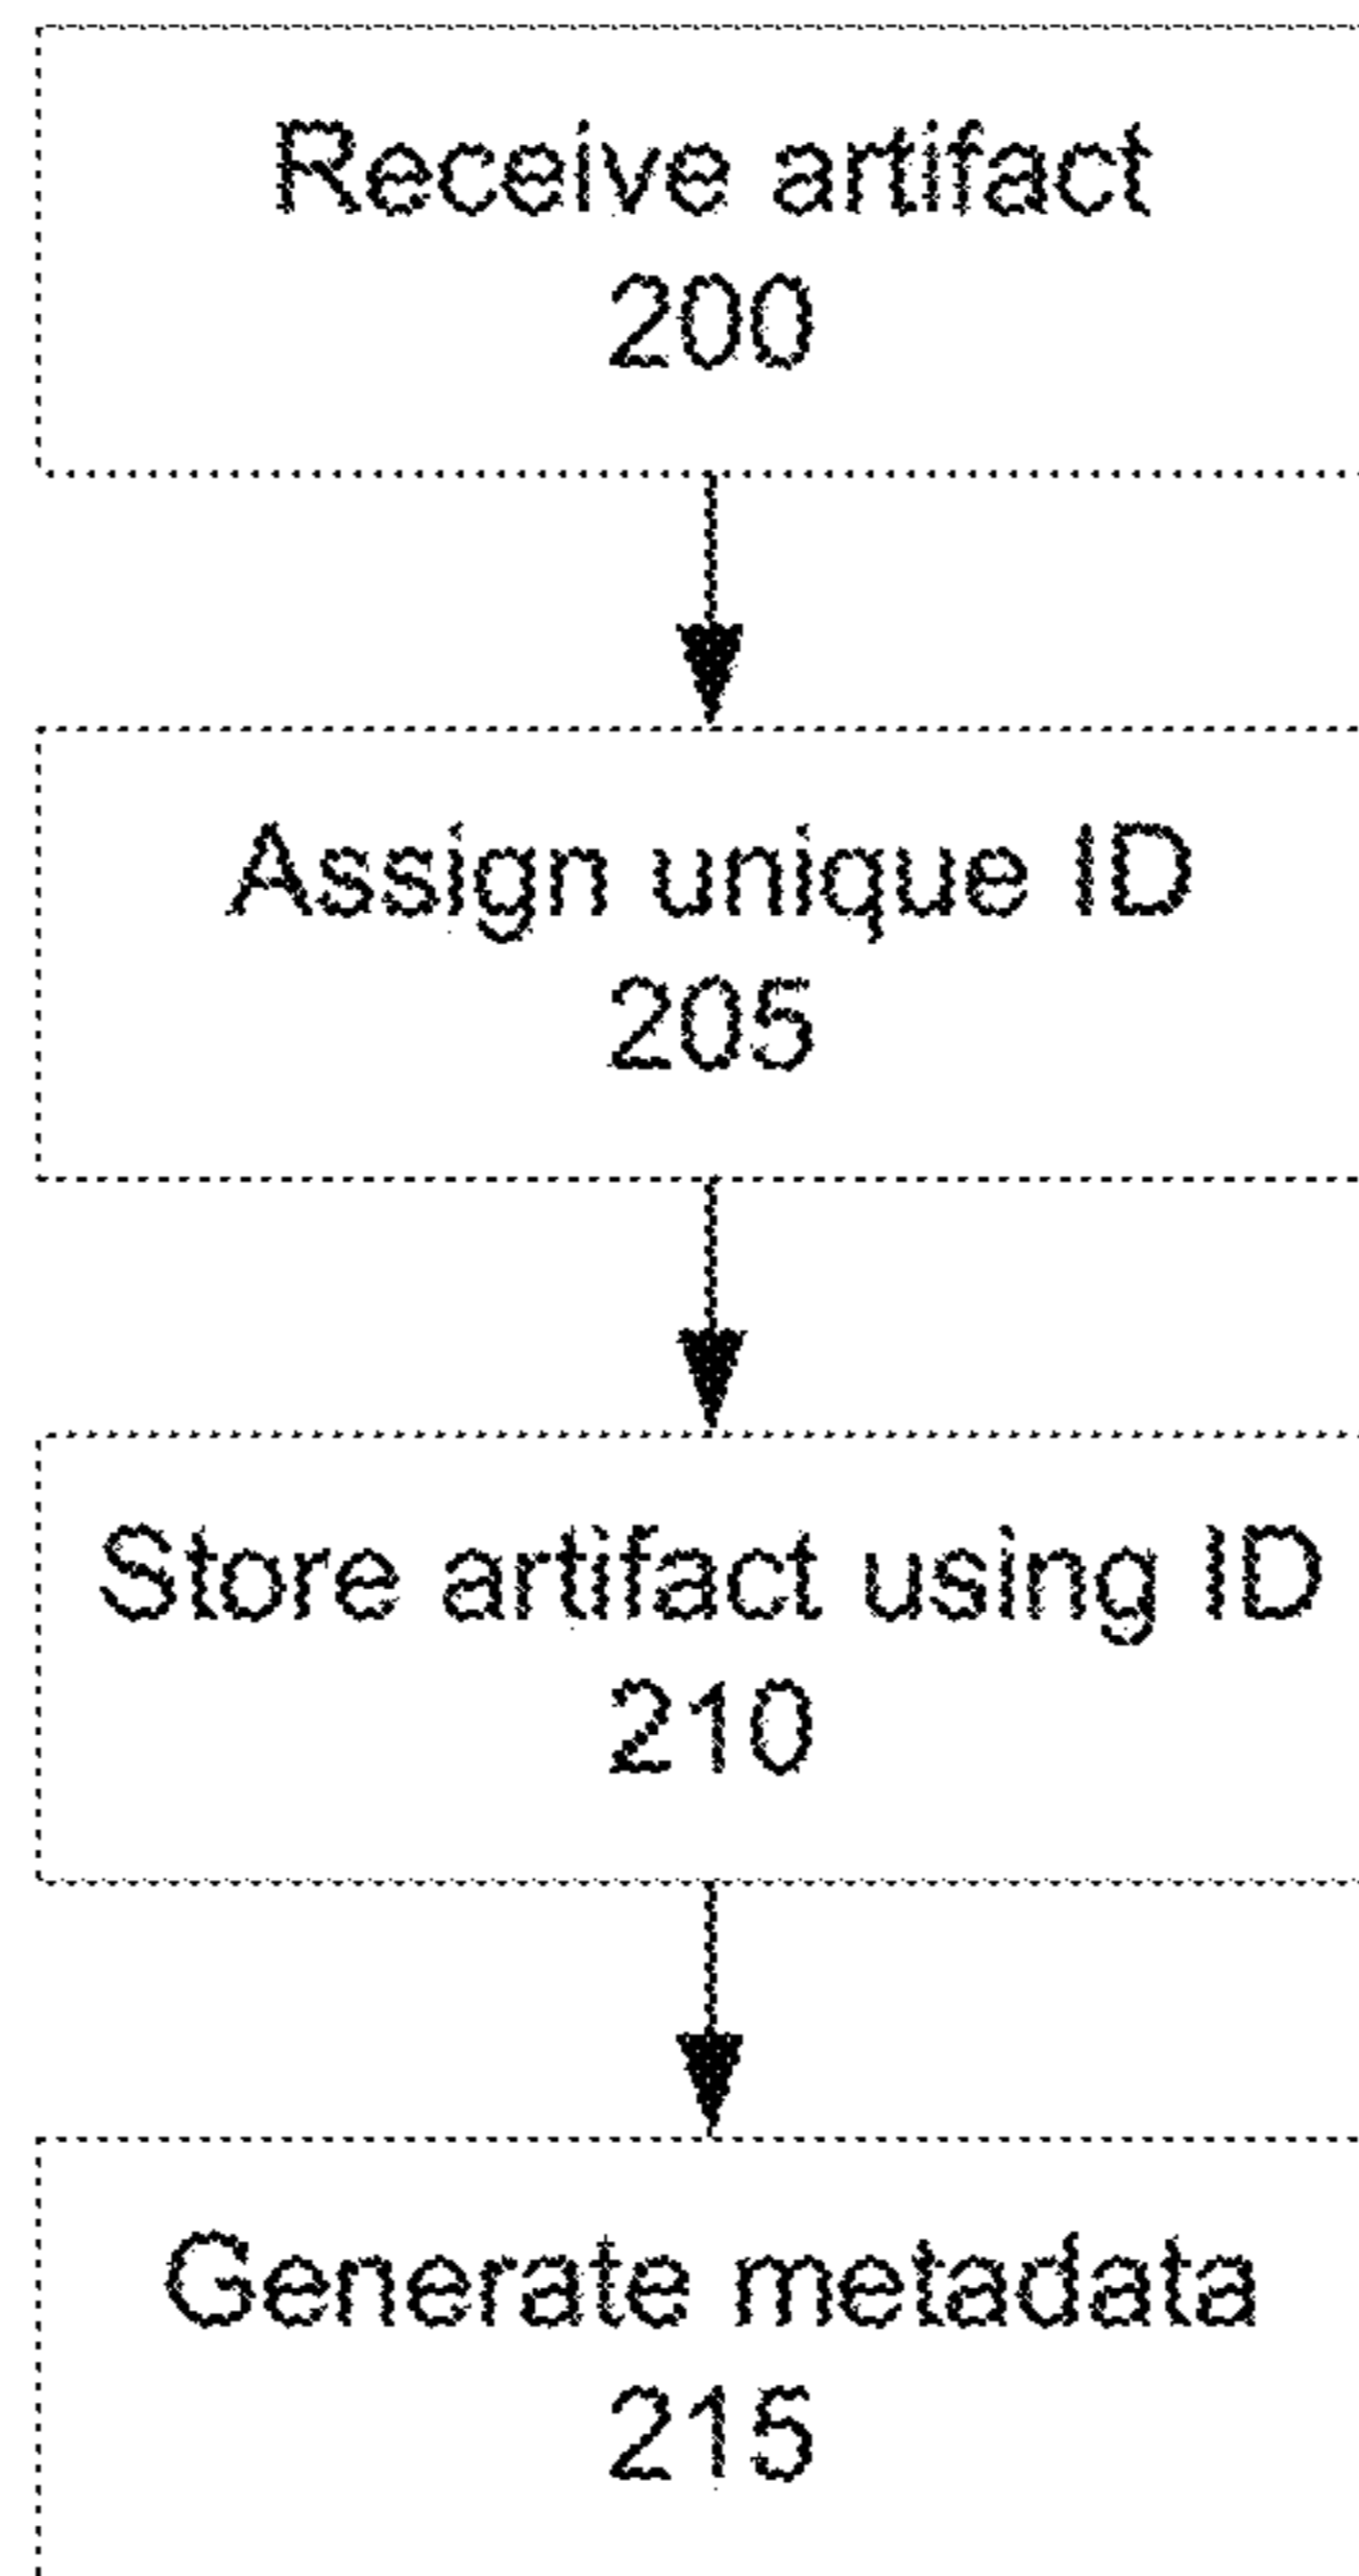 Receive artifact
200
Assign unique ID
205
Store artifact using ID
210
Generate metadata
215